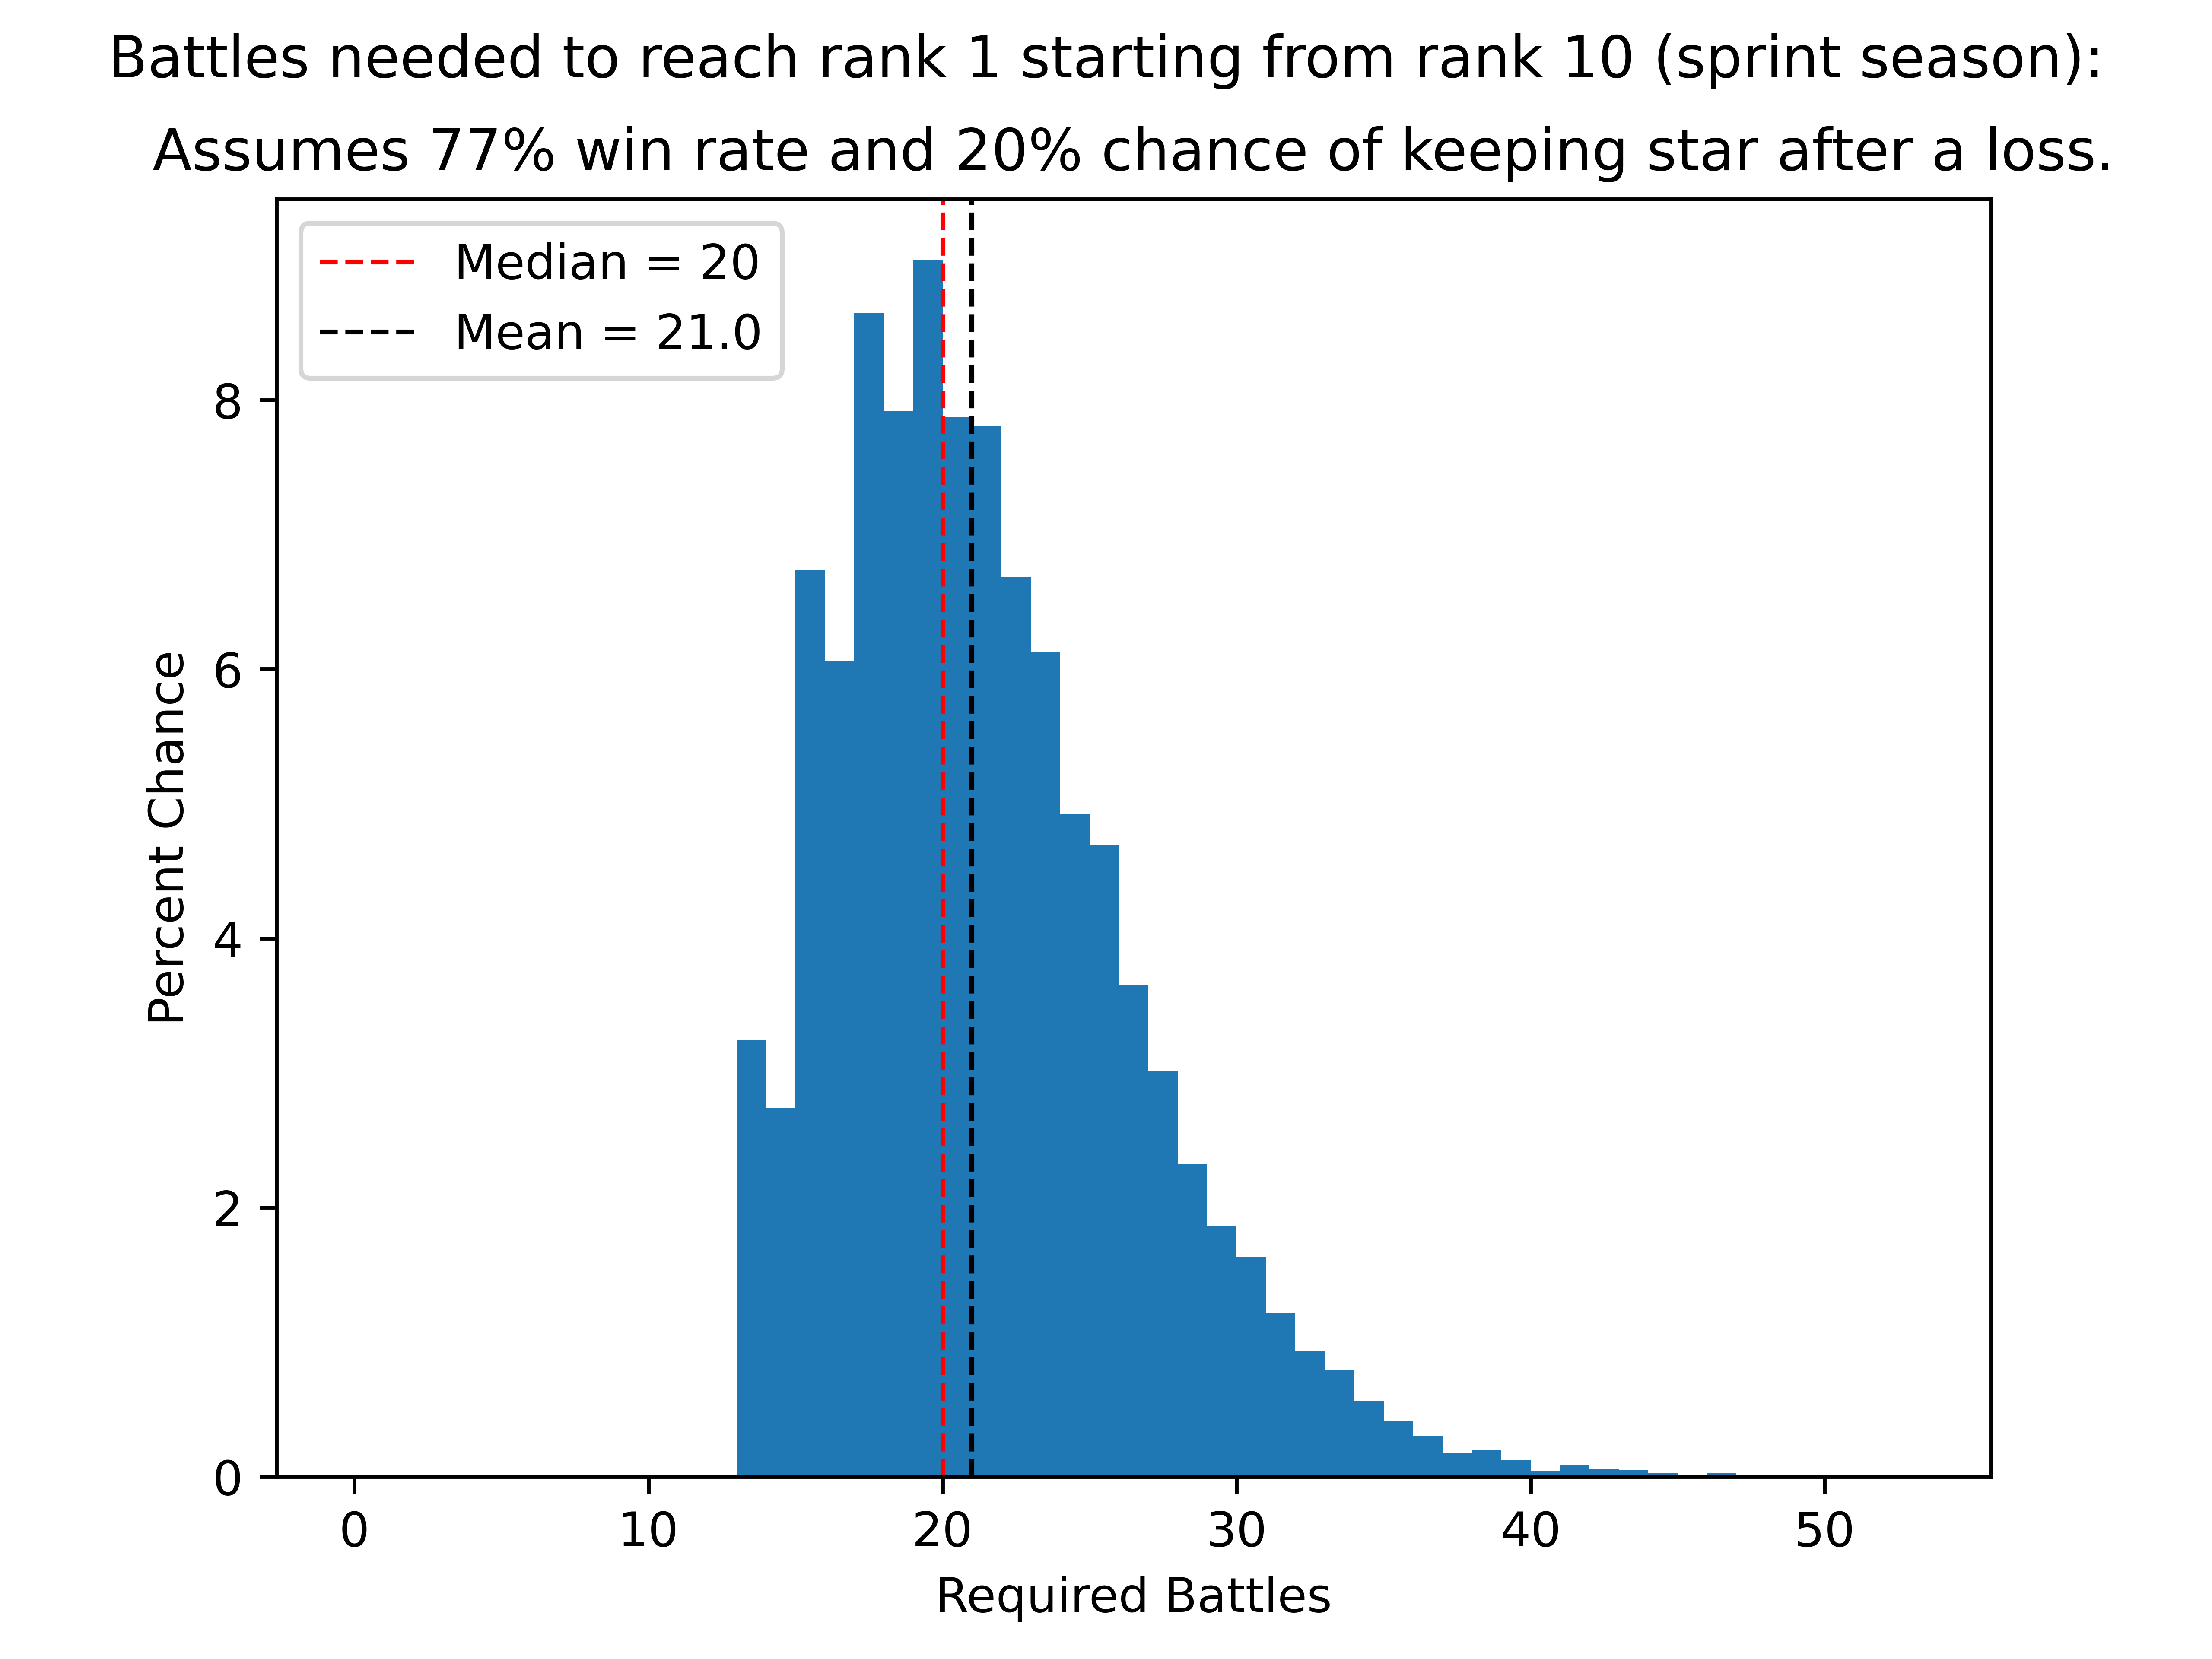 Battles needed to reach rank 1 starting from rank 10 (sprint season):
Assumes 77% win rate and 20% chance of keeping star after a loss.
Median = 20
Mean = 21.0
8
6
4
2
0
Percent Chance
0 10 20 30 40 50
Required Battles